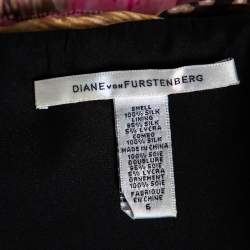 DIANE VON FURSTENBERG
SHELL
100% SILK
LINING
95% SILK
5% LYCRA
COMBO
100% SILK
MADE IN CHINA
100% SOIE
DOUBLURE
95% SOIE
5% LYCRA
ORNEMENT
100% SOIE
FABRIQUE
EN CHINE
6